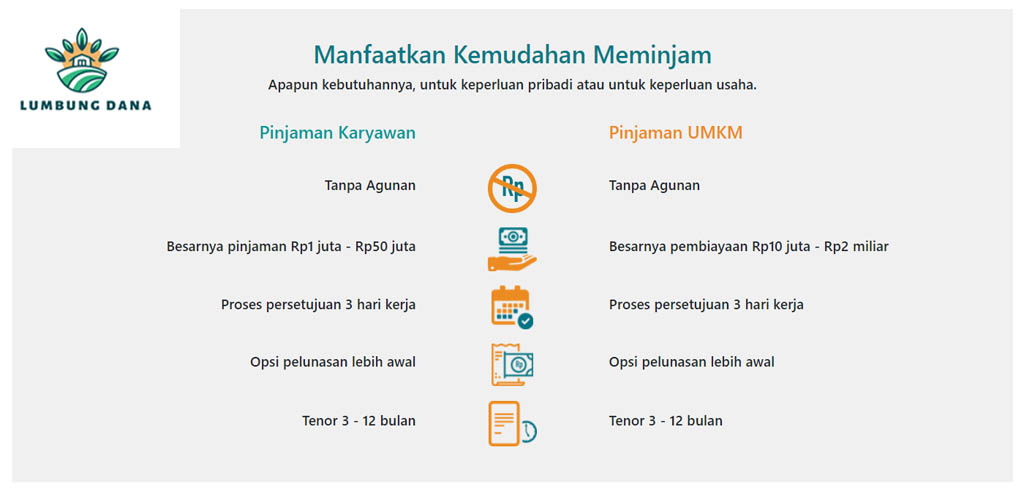 LUMBUNG DANA
Manfaatkan Kemudahan Meminjam
Apapun kebutuhannya, untuk keperluan pribadi atau untuk keperluan usaha.
Pinjaman Karyawan
Pinjaman UMKM
Tanpa Agunan
Rp
Tanpa Agunan
Besarnya pinjaman Rp1 juta - Rp50 juta
Besarnya pembiayaan Rp10 juta - Rp2 miliar
Proses persetujuan 3 hari kerja
Proses persetujuan 3 hari kerja
Opsi pelunasan lebih awal
Rp
Opsi pelunasan lebih awal
Tenor 3 - 12 bulan
Tenor 3 - 12 bulan